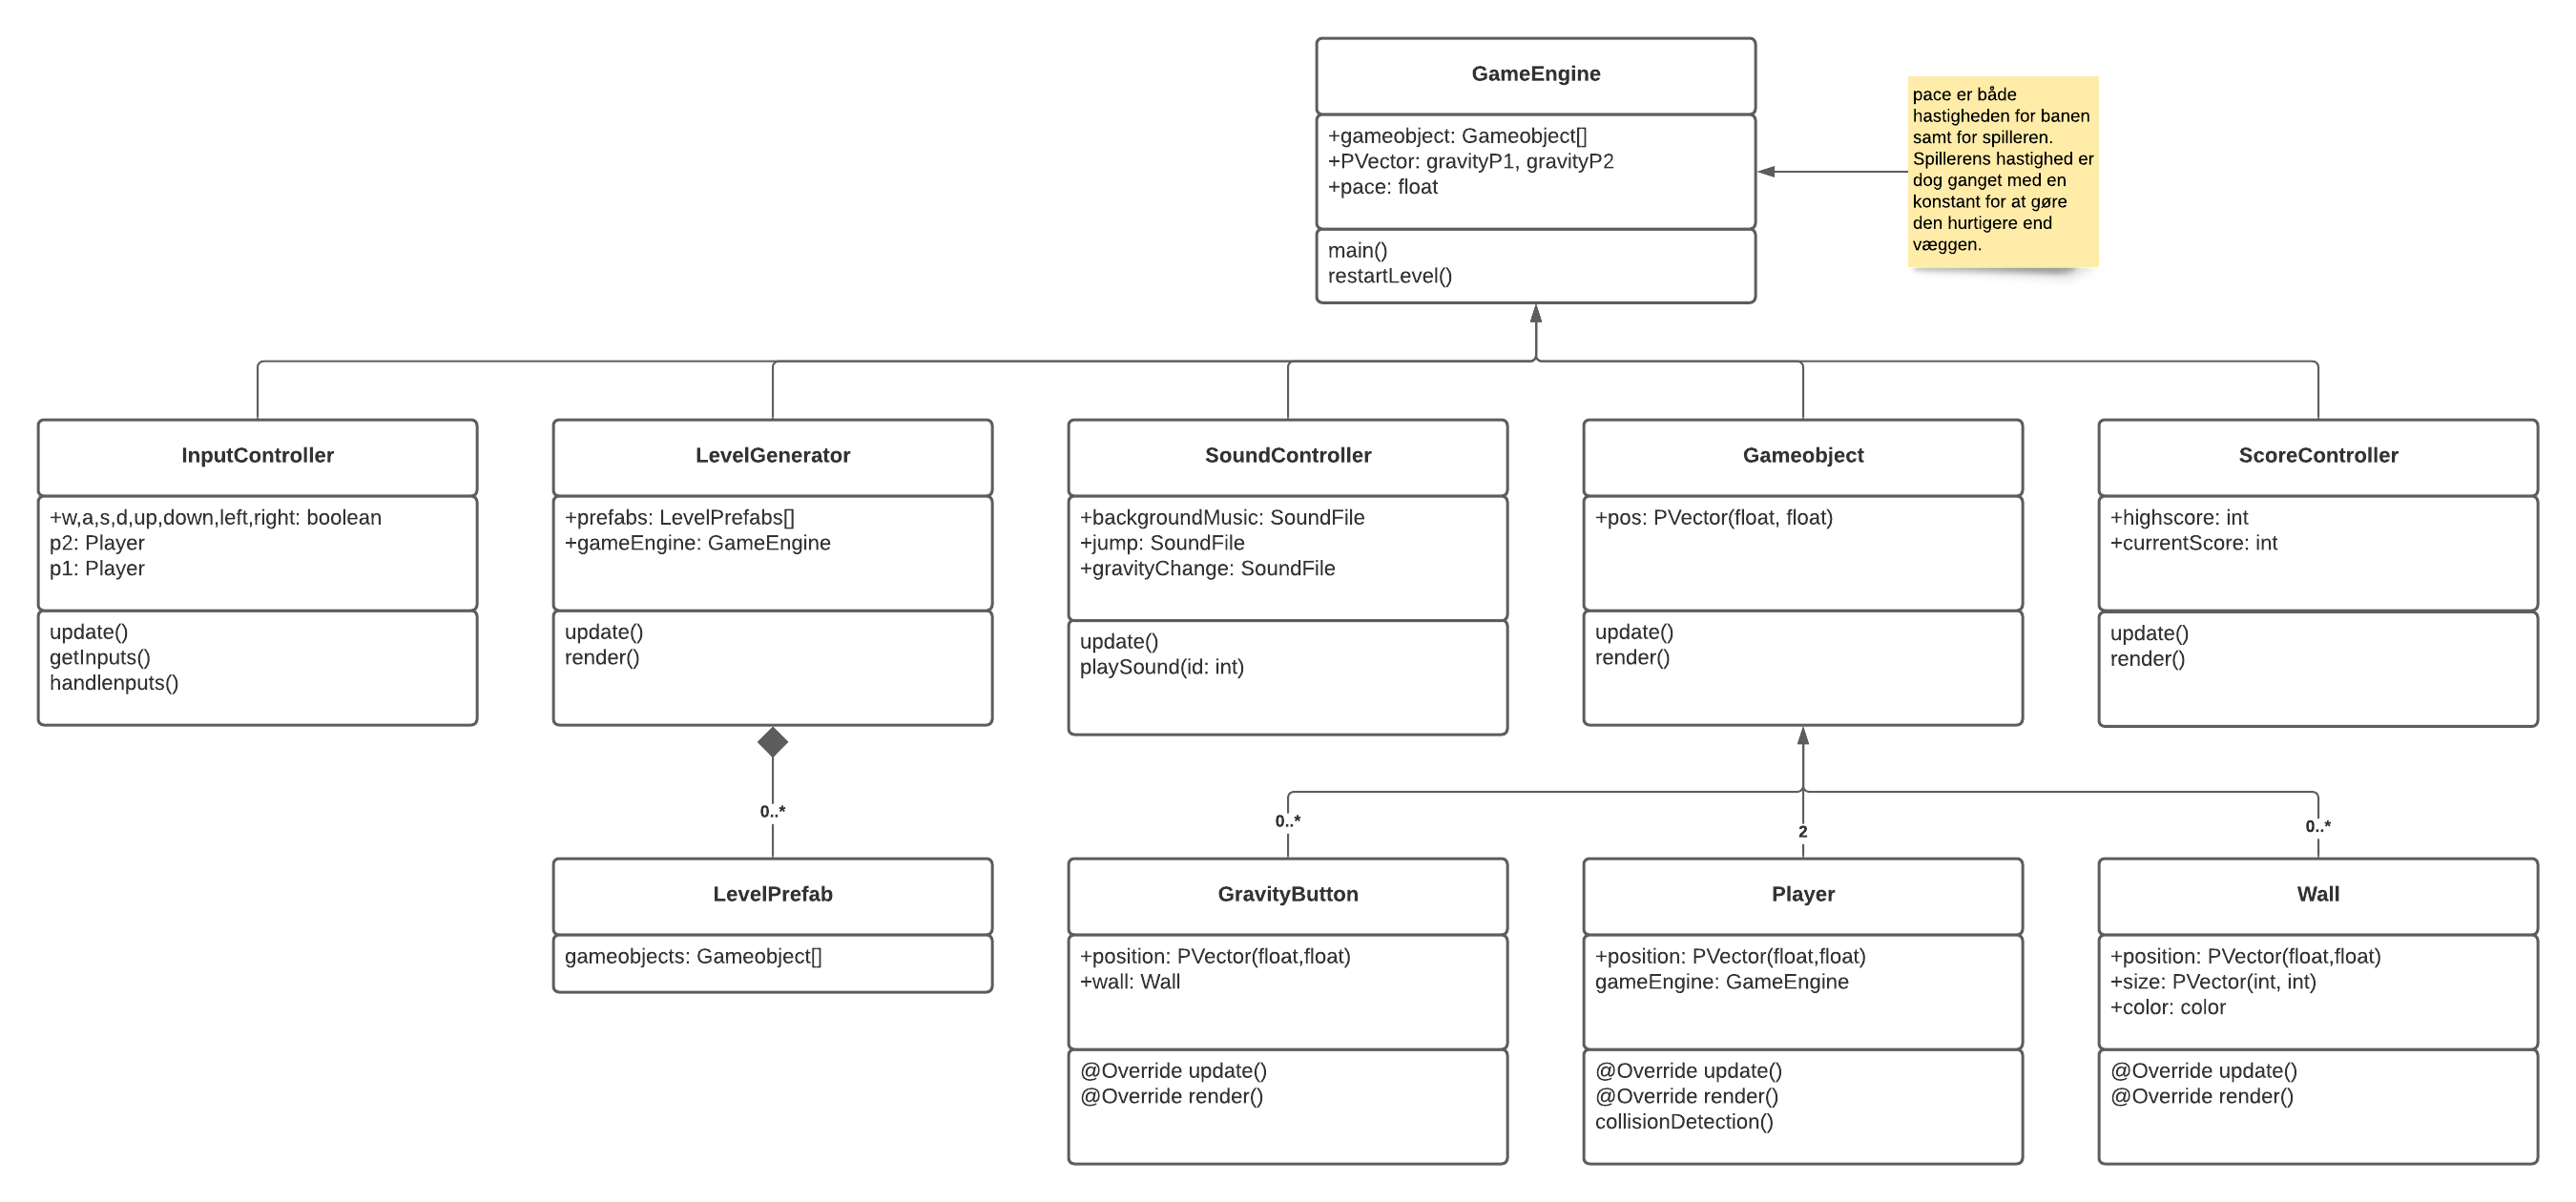 GameEngine
+gameobject: Gameobject[]
+PVector: gravityP1, gravityP2
+pace: float
main()
restartLevel()
pace er både
hastigheden for banen
samt for spilleren.
Spillerens hastighed er
dog ganget med en
konstant for at gøre
den hurtigere end
væggen.
InputController
+w,a,s,d,up,down,left,right: boolean
p2: Player
p1: Player
update()
getInputs()
handlenputs()
LevelGenerator
+prefabs: LevelPrefabs[]
+gameEngine: GameEngine
update()
render()
SoundController
+backgroundMusic: SoundFile
+jump: SoundFile
+gravityChange: SoundFile
update()
playSound(id: int)
Gameobject
+pos: PVector(float, float)
update()
render()
ScoreController
+highscore: int
+currentScore: int
update()
render()
0..*
0..*
2
0..*
LevelPrefab
gameobjects: Gameobject[]
GravityButton
+position: PVector(float,float)
+wall: Wall
@Override update()
@Override render()
Player
+position: PVector(float,float)
gameEngine: GameEngine
@Override update()
@Override render()
collisionDetection()
Wall
+position: PVector(float,float)
+size: PVector(int, int)
+color: color
@Override update()
@Override render()